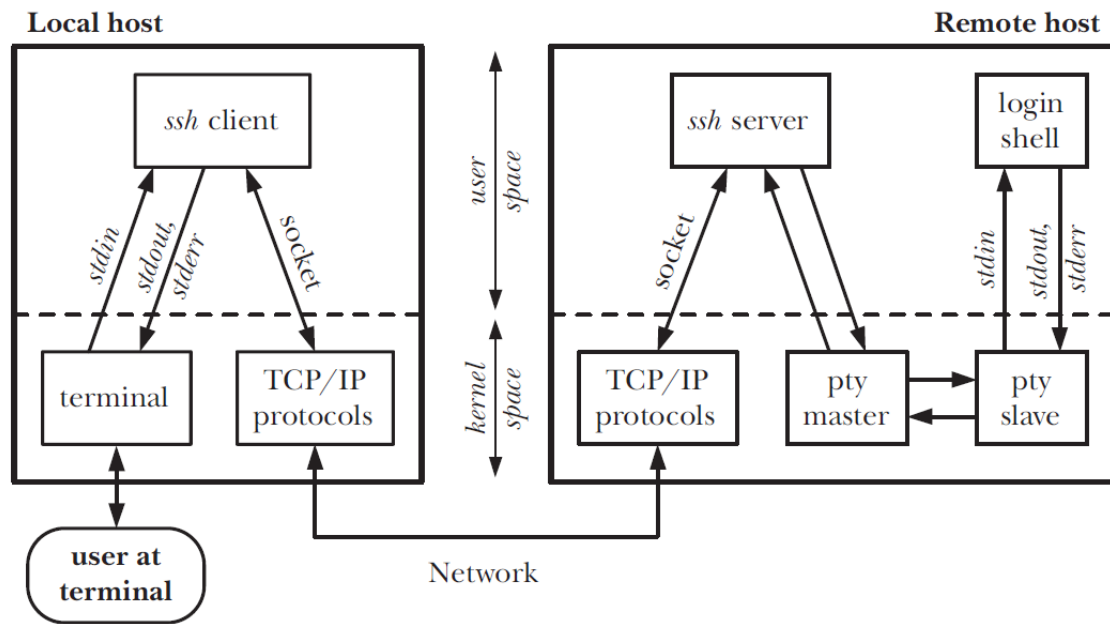 Local host
Remote host
ssh client
ssh server
login
shell
user
space
stdin
stdout,
stderr
socket
socket
stdin
stdout,
stderr
kernel
space
terminal
TCP/IP
protocols
TCP/IP
protocols
pty
master
pty
slave
user at
terminal
Network